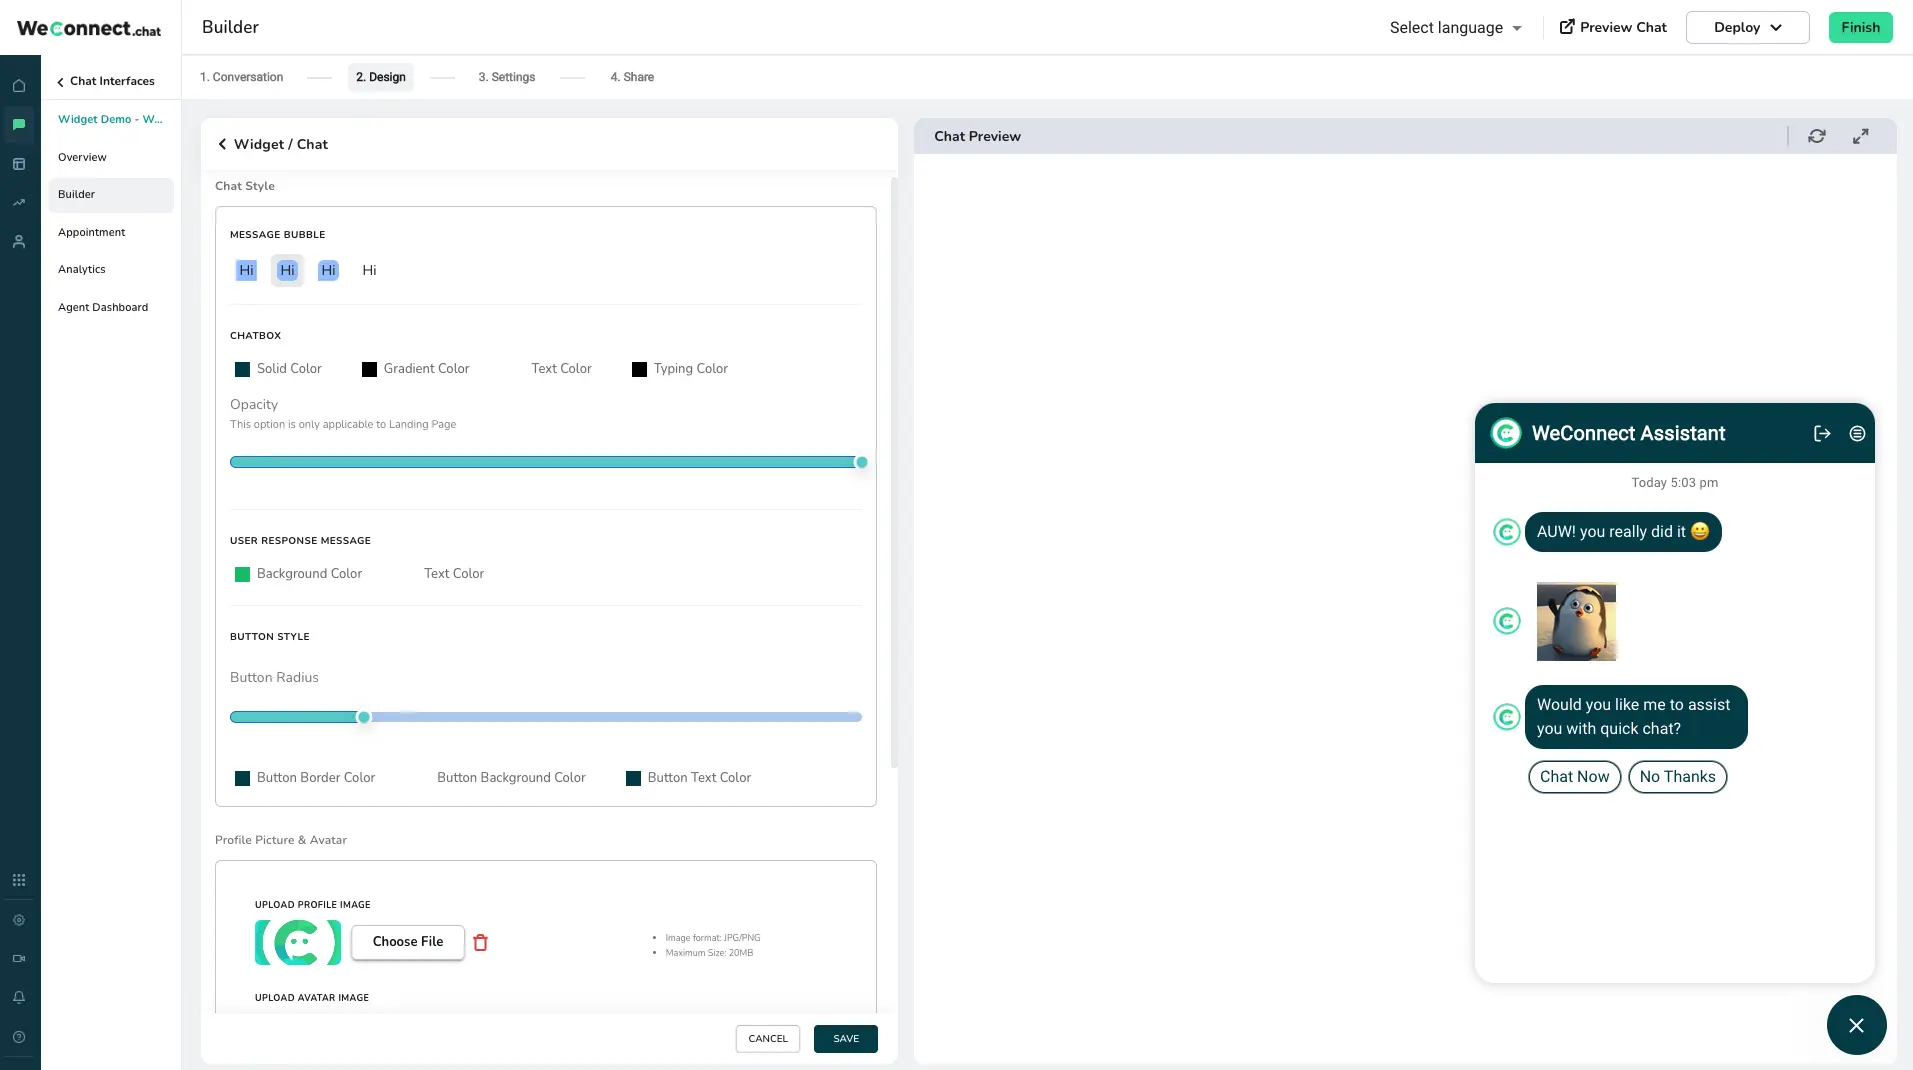 WeConnect.chat
Builder
Select language
Preview Chat
Deploy
Finish
Chat Interfaces
1. Conversation
2. Design
3. Settings
4. Share
Widget Demo - W...
Overview
Builder
Appointment
Analytics
Agent Dashboard
Widget / Chat
Chat Style
MESSAGE BUBBLE
Hi Hi Hi Hi
CHATBOX
Solid Color Gradient Color Text Color Typing Color
Opacity
This option is only applicable to Landing Page
USER RESPONSE MESSAGE
Background Color Text Color
BUTTON STYLE
Button Radius
Button Border Color Button Background Color Button Text Color
Profile Picture & Avatar
UPLOAD PROFILE IMAGE
Choose File
Image format: JPG/PNG
Maximum Size: 20MB
UPLOAD AVATAR IMAGE
CANCEL SAVE
Chat Preview
WeConnect Assistant
Today 5:03 pm
AUW! you really did it 😀
Would you like me to assist
you with quick chat?
Chat Now No Thanks